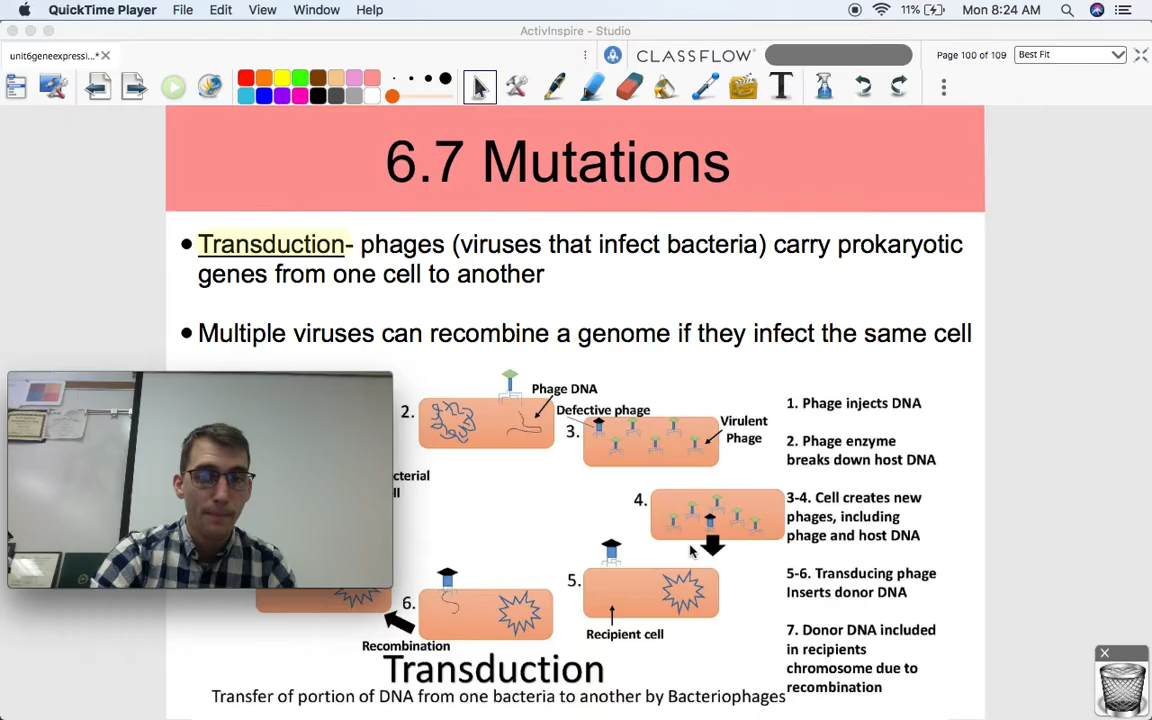 QuickTime Player File Edit View Window Help 11% Mon 8:24 AM
ActivInspire - Studio
unit6geneexpressi...* CLASSFLOW Page 100 of 109 Best Fit
6.7 Mutations
• Transduction- phages (viruses that infect bacteria) carry prokaryotic
genes from one cell to another
• Multiple viruses can recombine a genome if they infect the same cell
2.
Phage DNA
Defective phage
3.
Virulent
Phage
cterial
ll
4.
5.
Recipient cell
6.
Recombination
1. Phage injects DNA
2. Phage enzyme
breaks down host DNA
3-4. Cell creates new
phages, including
phage and host DNA
5-6. Transducing phage
Inserts donor DNA
7. Donor DNA included
in recipients
chromosome due to
recombination
Transduction
Transfer of portion of DNA from one bacteria to another by Bacteriophages